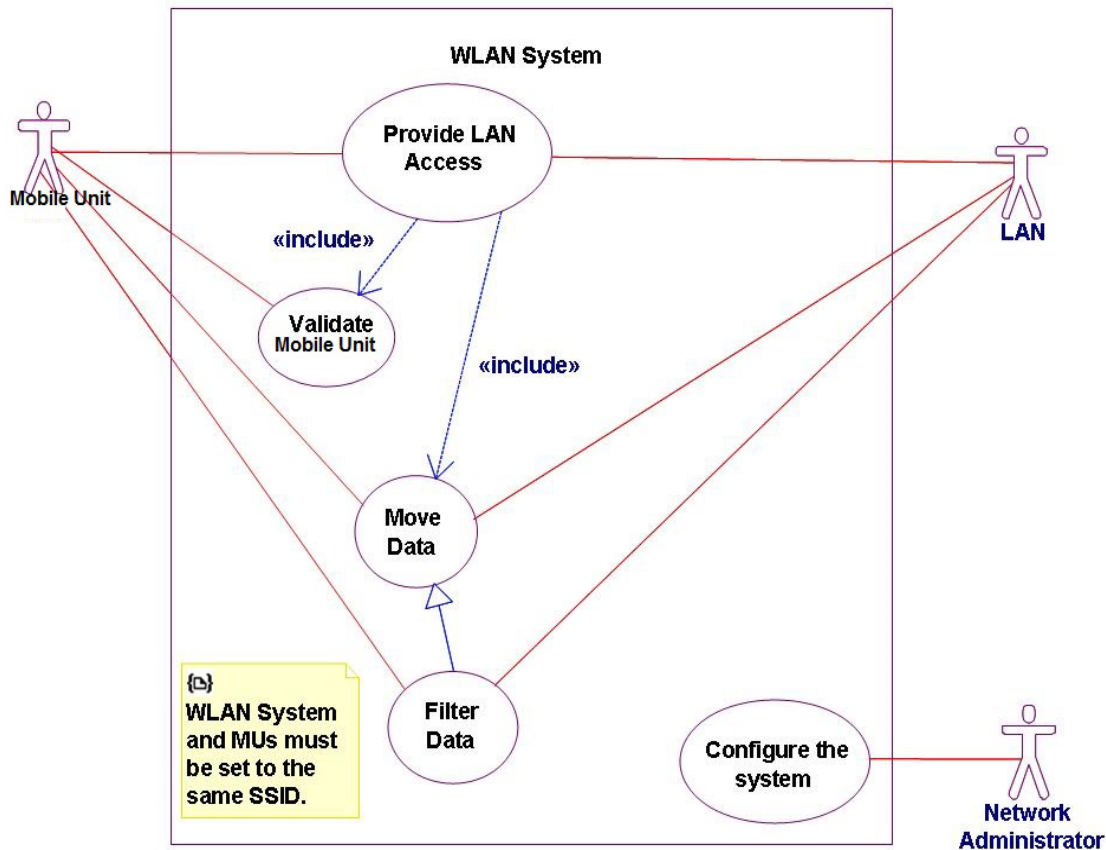 WLAN System
Provide LAN
Access
Mobile Unit
LAN
«include»
Validate
Mobile Unit
«include»
Move
Data
WLAN System
and MUs must
be set to the
same SSID.
Filter
Data
Configure the
system
Network
Administrator